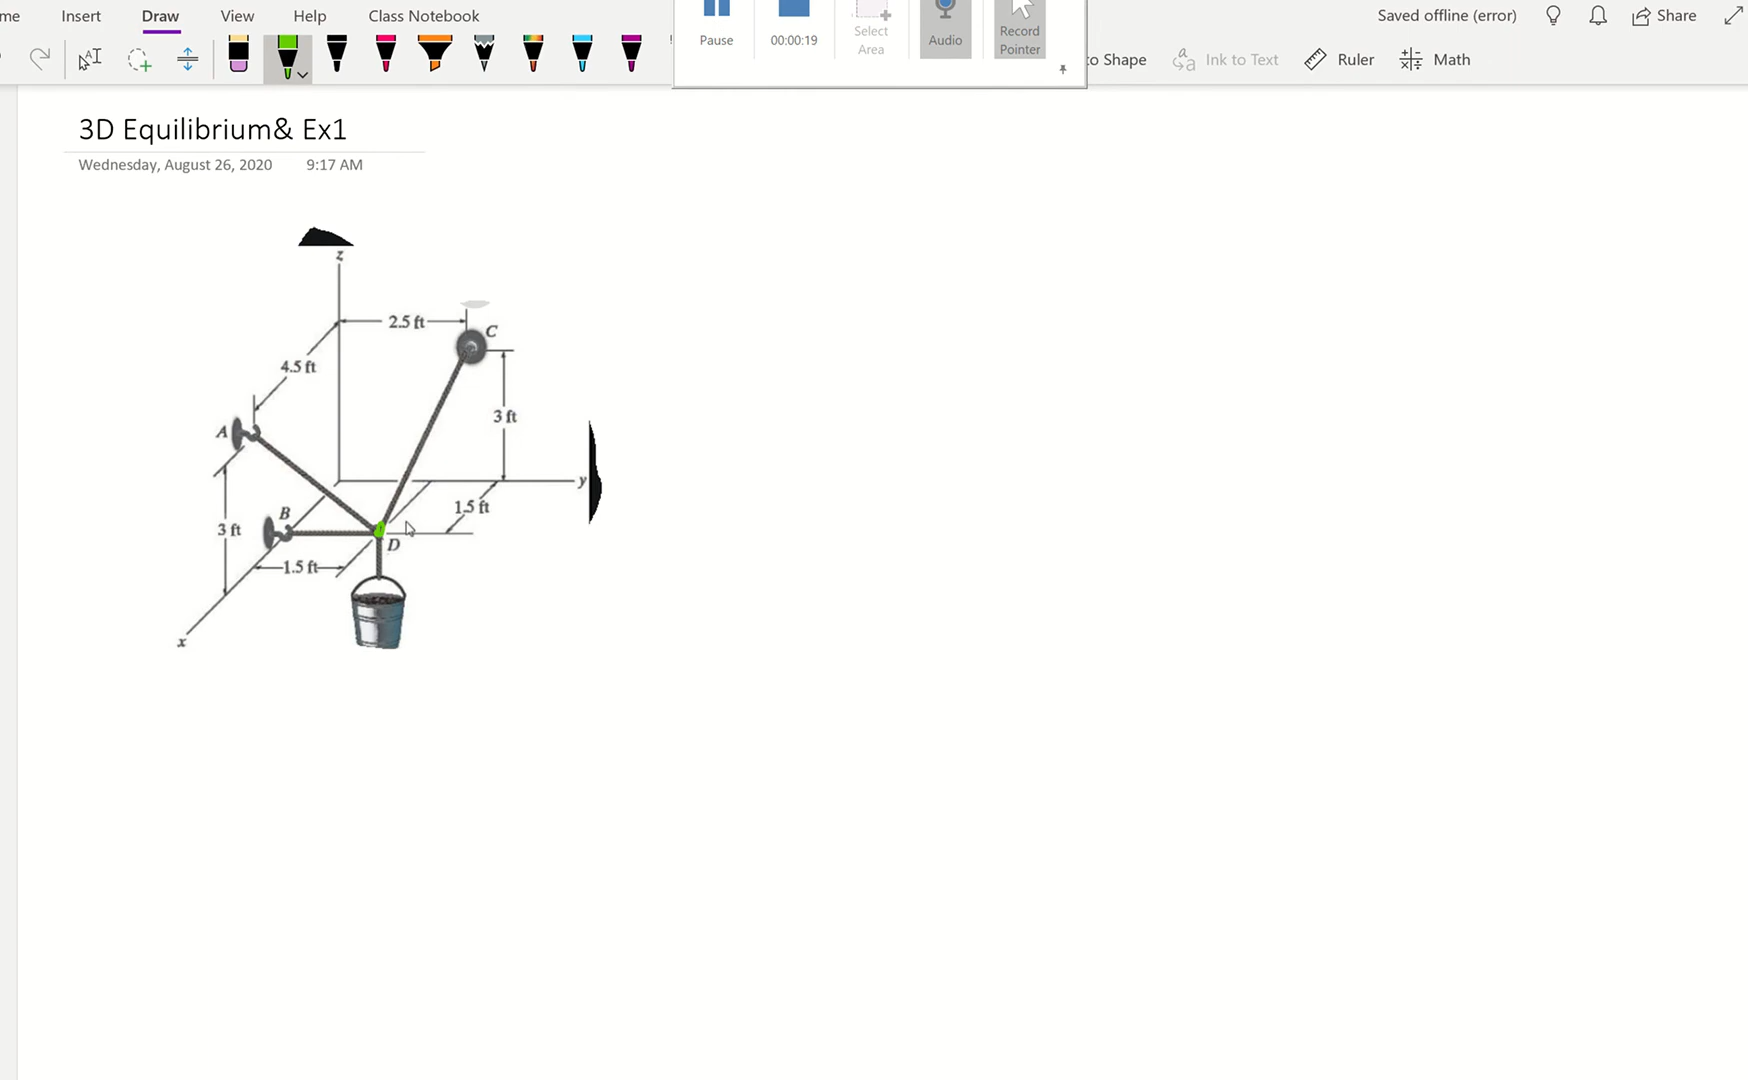 me Insert Draw View Help Class Notebook
Saved offline (error) Share
Pause 00:00:19 Select Area Audio Record Pointer
to Shape Ink to Text Ruler Math
3D Equilibrium& Ex1
Wednesday, August 26, 2020 9:17 AM
z
2.5 ft
C
4.5 ft
3 ft
A
y
1.5 ft
B
3 ft
D
1.5 ft
x